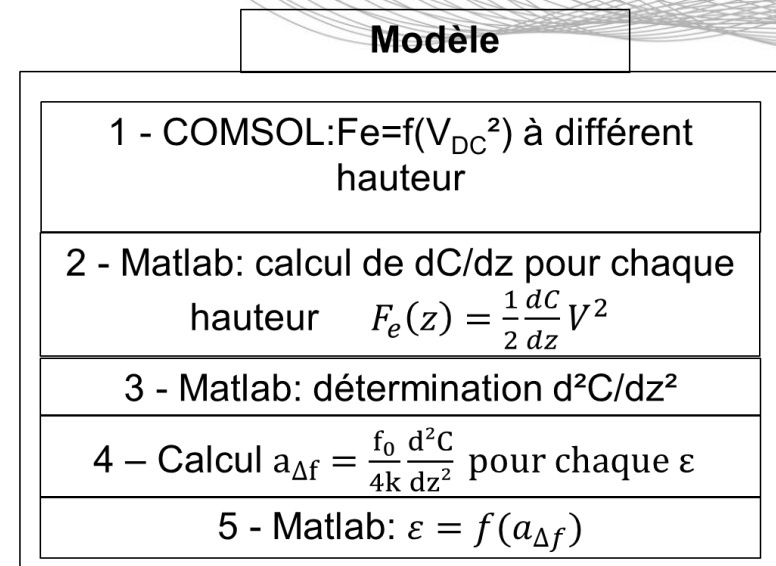 Modèle
1 - COMSOL:Fe=f(V_DC²) à différent
hauteur
2 - Matlab: calcul de dC/dz pour chaque
hauteur F_e(z) = 1/2 dC/dz V²
3 - Matlab: détermination d²C/dz²
4 – Calcul a_Δf = f₀/4k d²C/dz² pour chaque ε
5 - Matlab: ε = f(a_Δf)